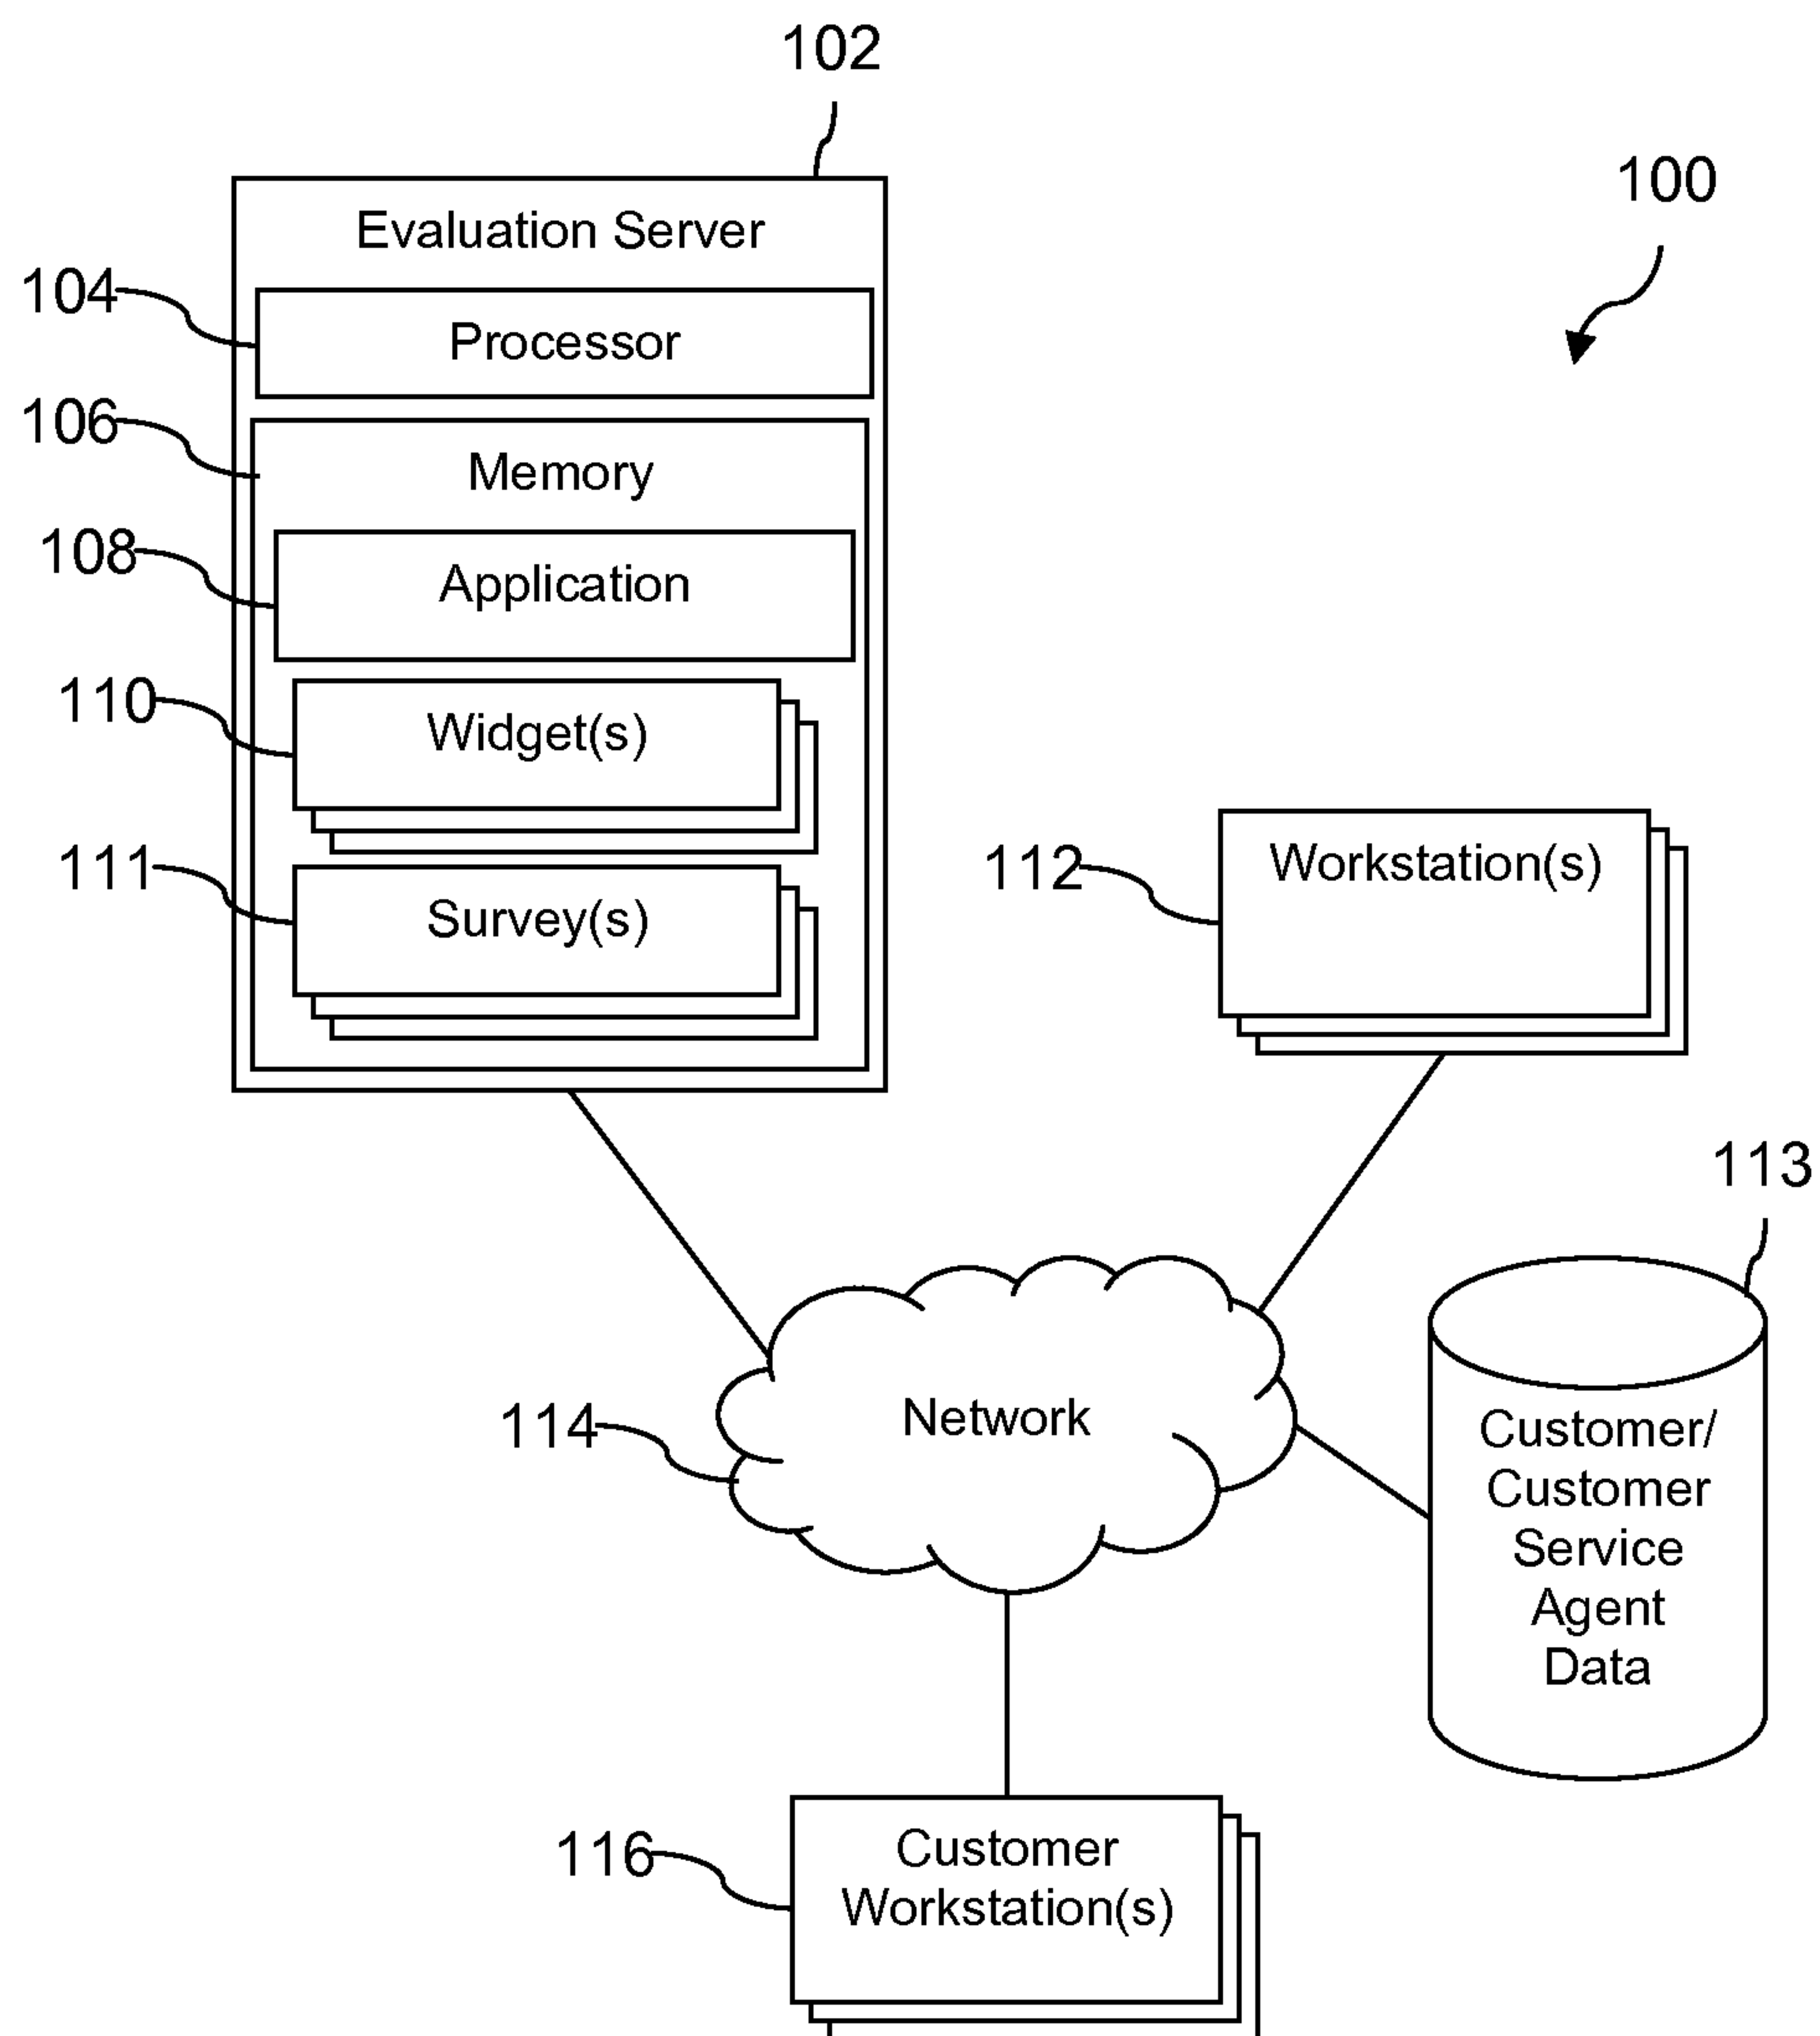 102
100
Evaluation Server
104
Processor
106
Memory
108
Application
110
Widget(s)
111
Survey(s)
112
Workstation(s)
113
114
Network
Customer/
Customer
Service
Agent
Data
116
Customer
Workstation(s)